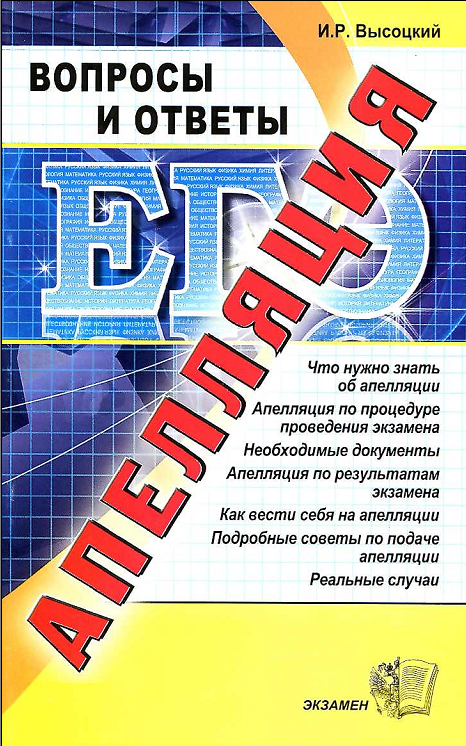 И.Р. Высоцкий
ВОПРОСЫ
И ОТВЕТЫ
ЕГЭ
АПЕЛЛЯЦИЯ
Что нужно знать
об апелляции
Апелляция по процедуре
проведения экзамена
Необходимые документы
Апелляция по результатам
экзамена
Как вести себя на апелляции
Подробные советы по подаче
апелляции
Реальные случаи
ЭКЗАМЕН